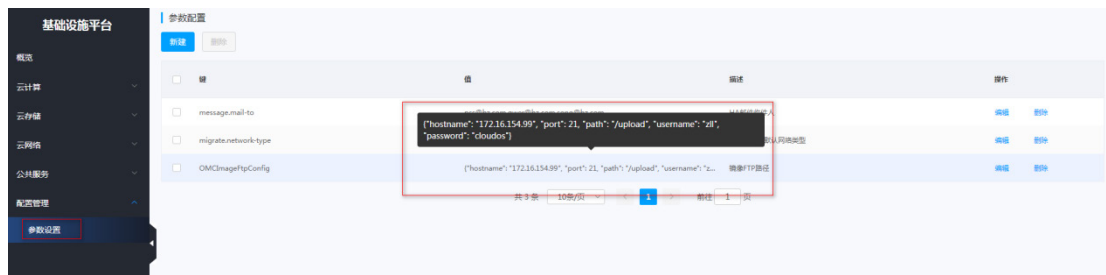 基础设施平台
概览
云计算
云存储
云网络
公共服务
配置管理
参数设置
参数配置
新建 删除
键 值 描述 操作
message.mail-to 编辑 删除
{"hostname": "172.16.154.99", "port": 21, "path": "/upload", "username": "zll",
"password": "cloudos"}
migrate.network-type 默认网络类型 编辑 删除
OMCImageFtpConfig {"hostname": "172.16.154.99", "port": 21, "path": "/upload", "username": "z... 镜像FTP路径 编辑 删除
共 3 条 10条/页 < 1 > 前往 1 页